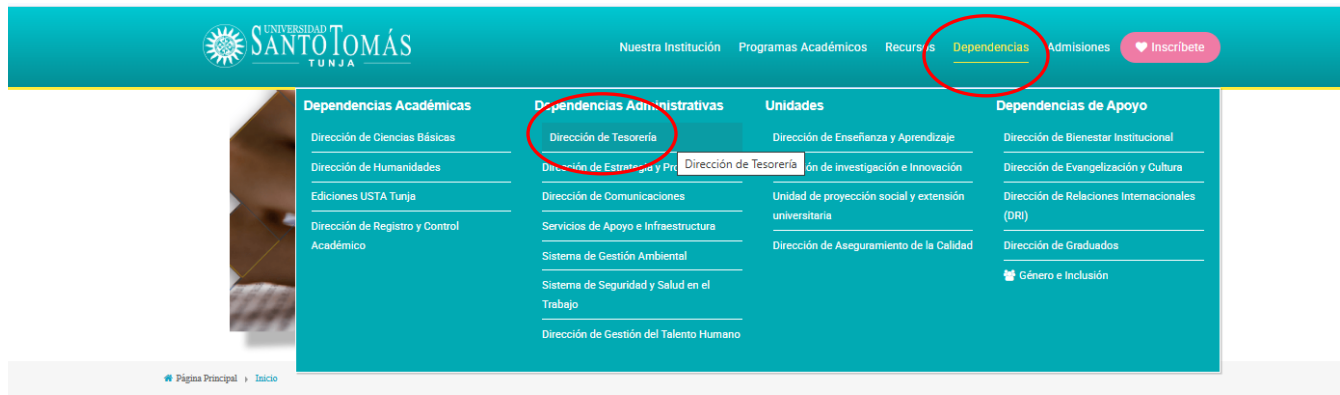 UNIVERSIDAD
SANTO TOMÁS
TUNJA
Nuestra Institución
Programas Académicos
Recursos
Dependencias
Admisiones
Inscríbete
Dependencias Académicas
Dirección de Ciencias Básicas
Dirección de Humanidades
Ediciones USTA Tunja
Dirección de Registro y Control
Académico
Dependencias Administrativas
Dirección de Tesorería
Dirección de Tesorería
Dirección de Estrategia y
Dirección de Comunicaciones
Servicios de Apoyo e Infraestructura
Sistema de Gestión Ambiental
Sistema de Seguridad y Salud en el
Trabajo
Dirección de Gestión del Talento Humano
Unidades
Dirección de Enseñanza y Aprendizaje
de investigación e Innovación
Unidad de proyección social y extensión
universitaria
Dirección de Aseguramiento de la Calidad
Dependencias de Apoyo
Dirección de Bienestar Institucional
Dirección de Evangelización y Cultura
Dirección de Relaciones Internacionales
(DRI)
Dirección de Graduados
Género e Inclusión
Página Principal
Inicio